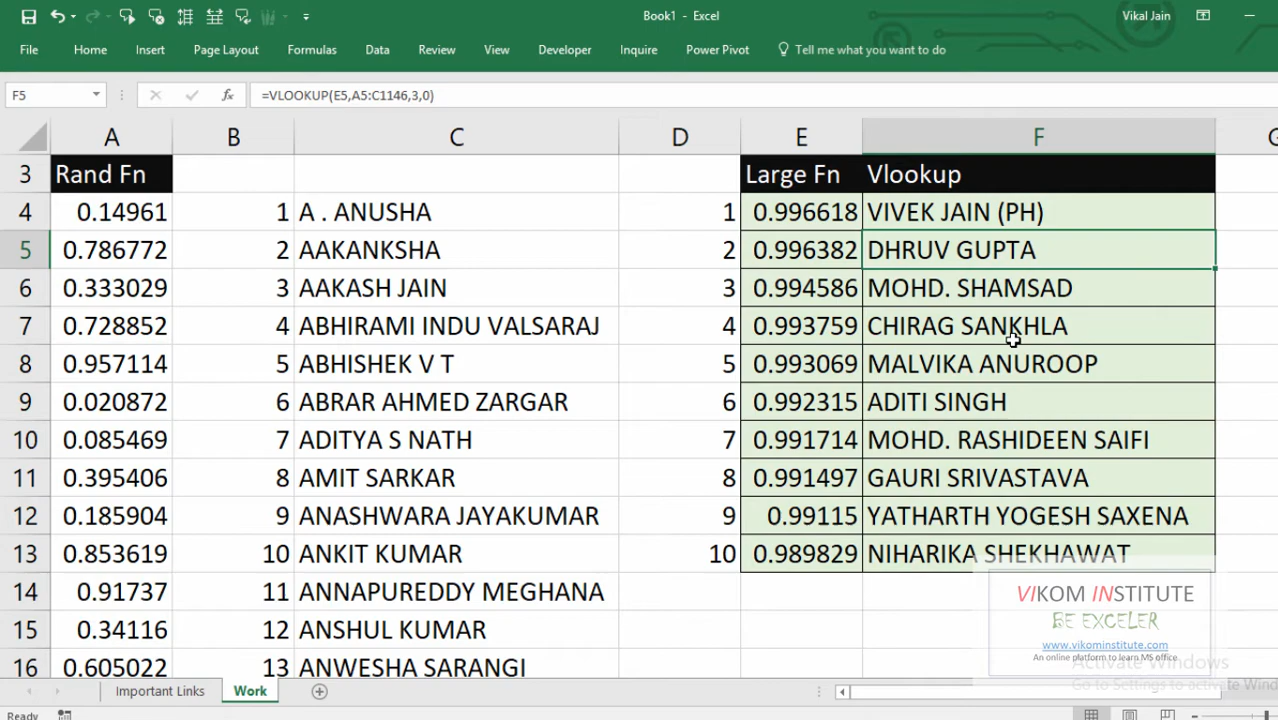 Book1 - Excel
Vikal Jain
File Home Insert Page Layout Formulas Data Review View Developer Inquire Power Pivot Tell me what you want to do
F5 fx =VLOOKUP(E5,A5:C1146,3,0)
A B C D E F G
3 Rand Fn Large Fn Vlookup
4 0.14961 1 A . ANUSHA 1 0.996618 VIVEK JAIN (PH)
5 0.786772 2 AAKANKSHA 2 0.996382 DHRUV GUPTA
6 0.333029 3 AAKASH JAIN 3 0.994586 MOHD. SHAMSAD
7 0.728852 4 ABHIRAMI INDU VALSARAJ 4 0.993759 CHIRAG SANKHLA
8 0.957114 5 ABHISHEK V T 5 0.993069 MALVIKA ANUROOP
9 0.020872 6 ABRAR AHMED ZARGAR 6 0.992315 ADITI SINGH
10 0.085469 7 ADITYA S NATH 7 0.991714 MOHD. RASHIDEEN SAIFI
11 0.395406 8 AMIT SARKAR 8 0.991497 GAURI SRIVASTAVA
12 0.185904 9 ANASHWARA JAYAKUMAR 9 0.99115 YATHARTH YOGESH SAXENA
13 0.853619 10 ANKIT KUMAR 10 0.989829 NIHARIKA SHEKHAWAT
14 0.91737 11 ANNAPUREDDY MEGHANA
15 0.34116 12 ANSHUL KUMAR
16 0.605022 13 ANWESHA SARANGI
VIKOM INSTITUTE
BE EXCELER
www.vikominstitute.com
An online platform to learn MS office
Activate Windows
Go to Settings to activate Wind
Important Links Work
Ready